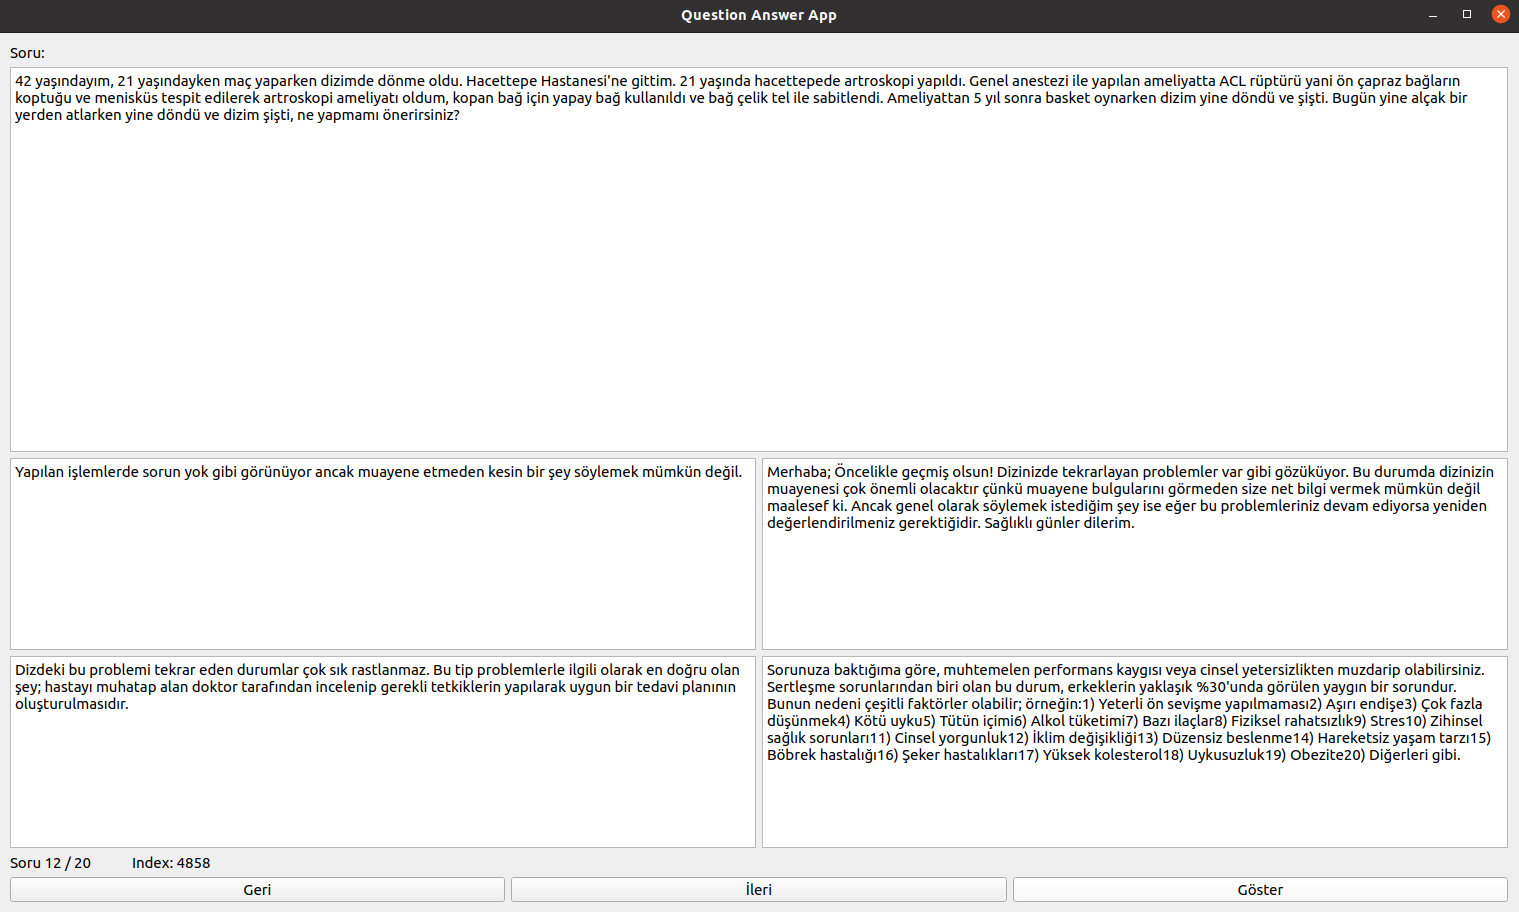 Question Answer App
Soru:
42 yaşındayım, 21 yaşındayken maç yaparken dizimde dönme oldu. Hacettepe Hastanesi'ne gittim. 21 yaşında hacettepede artroskopi yapıldı. Genel anestezi ile yapılan ameliyatta ACL rüptürü yani ön çapraz bağların
koptuğu ve menisküs tespit edilerek artroskopi ameliyatı oldum, kopan bağ için yapay bağ kullanıldı ve bağ çelik tel ile sabitlendi. Ameliyattan 5 yıl sonra basket oynarken dizim yine döndü ve şişti. Bugün yine alçak bir
yerden atlarken yine döndü ve dizim şişti, ne yapmamı önerirsiniz?
Yapılan işlemlerde sorun yok gibi görünüyor ancak muayene etmeden kesin bir şey söylemek mümkün değil.
Merhaba; Öncelikle geçmiş olsun! Dizinizde tekrarlayan problemler var gibi gözüküyor. Bu durumda dizinizin
muayenesi çok önemli olacaktır çünkü muayene bulgularını görmeden size net bilgi vermek mümkün değil
maalesef ki. Ancak genel olarak söylemek istediğim şey ise eğer bu problemleriniz devam ediyorsa yeniden
değerlendirilmeniz gerektiğidir. Sağlıklı günler dilerim.
Dizdeki bu problemi tekrar eden durumlar çok sık rastlanmaz. Bu tip problemlerle ilgili olarak en doğru olan
şey; hastayı muhatap alan doktor tarafından incelenip gerekli tetkiklerin yapılarak uygun bir tedavi planının
oluşturulmasıdır.
Sorunuza baktığıma göre, muhtemelen performans kaygısı veya cinsel yetersizlikten muzdarip olabilirsiniz.
Sertleşme sorunlarından biri olan bu durum, erkeklerin yaklaşık %30'unda görülen yaygın bir sorundur.
Bunun nedeni çeşitli faktörler olabilir; örneğin:1) Yeterli ön sevişme yapılmaması2) Aşırı endişe3) Çok fazla
düşünmek4) Kötü uyku5) Tütün içimi6) Alkol tüketimi7) Bazı ilaçlar8) Fiziksel rahatsızlık9) Stres10) Zihinsel
sağlık sorunları11) Cinsel yorgunluk12) İklim değişikliği13) Düzensiz beslenme14) Hareketsiz yaşam tarzı15)
Böbrek hastalığı16) Şeker hastalıkları17) Yüksek kolesterol18) Uykusuzluk19) Obezite20) Diğerleri gibi.
Soru 12 / 20 Index: 4858
Geri İleri Göster